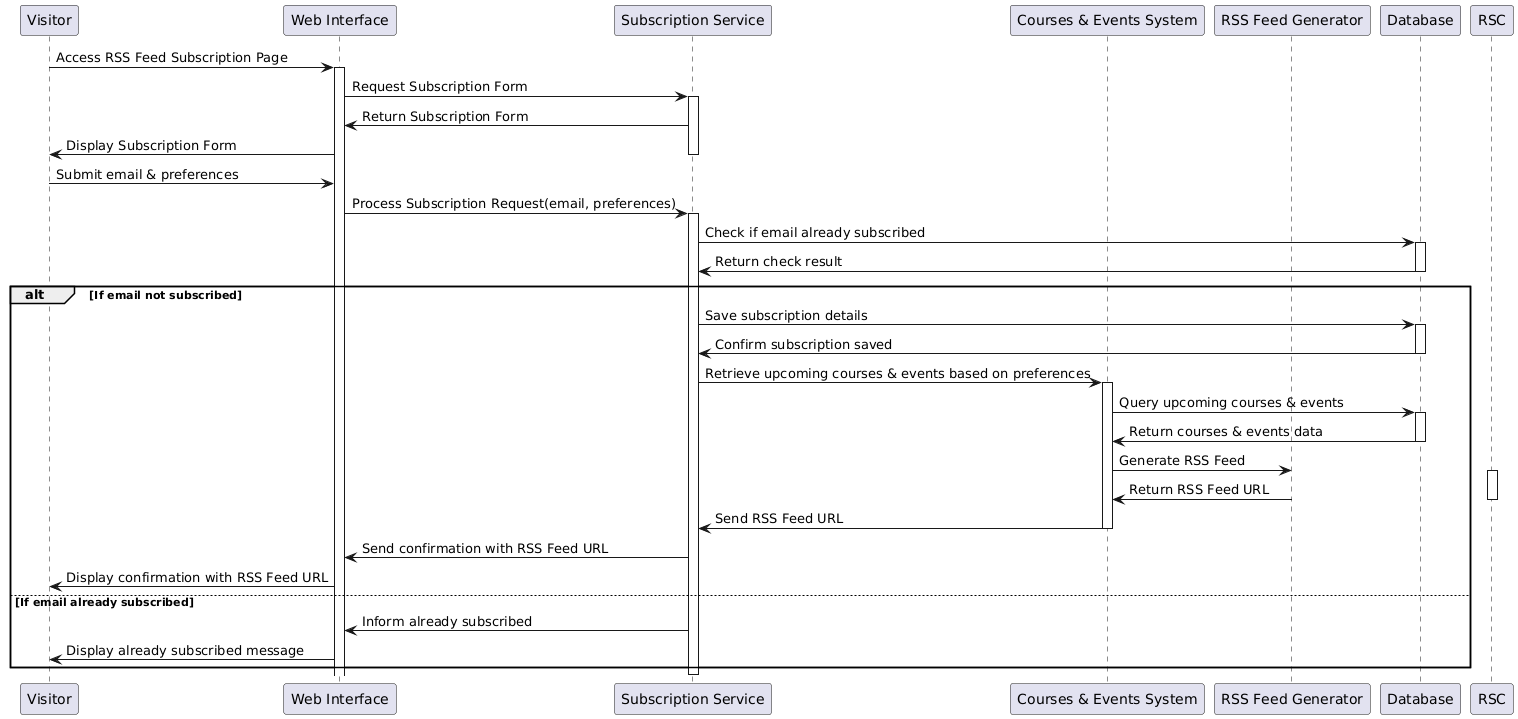 Visitor
Web Interface
Subscription Service
Courses & Events System
RSS Feed Generator
Database
RSC
Access RSS Feed Subscription Page
Request Subscription Form
Return Subscription Form
Display Subscription Form
Submit email & preferences
Process Subscription Request(email, preferences)
Check if email already subscribed
Return check result
alt
[If email not subscribed]
Save subscription details
Confirm subscription saved
Retrieve upcoming courses & events based on preferences
Query upcoming courses & events
Return courses & events data
Generate RSS Feed
Return RSS Feed URL
Send RSS Feed URL
Send confirmation with RSS Feed URL
Display confirmation with RSS Feed URL
[If email already subscribed]
Inform already subscribed
Display already subscribed message
Visitor
Web Interface
Subscription Service
Courses & Events System
RSS Feed Generator
Database
RSC